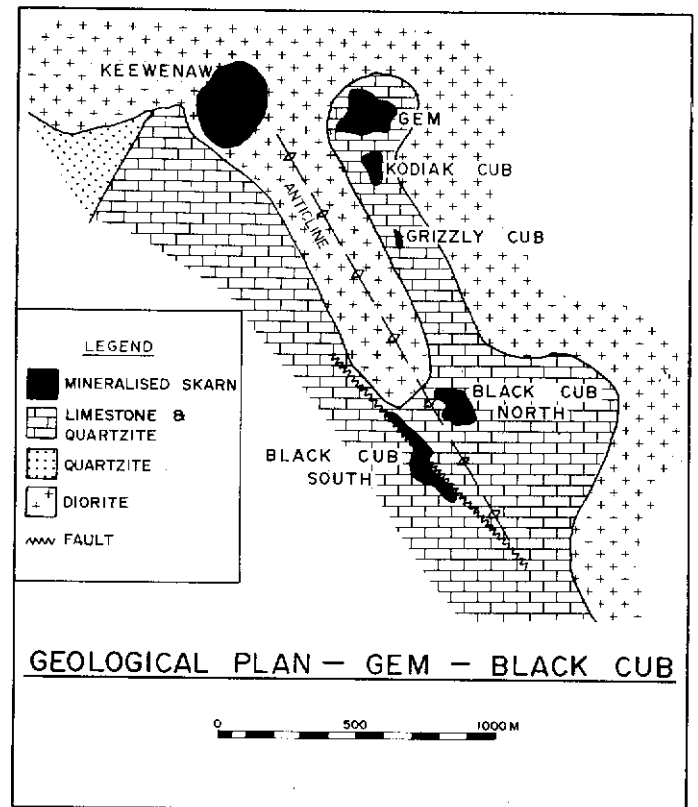 KEEWENAW
GEM
KODIAK CUB
ANTICLINE
GRIZZLY CUB
BLACK CUB
NORTH
BLACK CUB
SOUTH
LEGEND
MINERALISED SKARN
LIMESTONE &
QUARTZITE
QUARTZITE
DIORITE
FAULT
GEOLOGICAL PLAN — GEM — BLACK CUB
0 500 1000 M